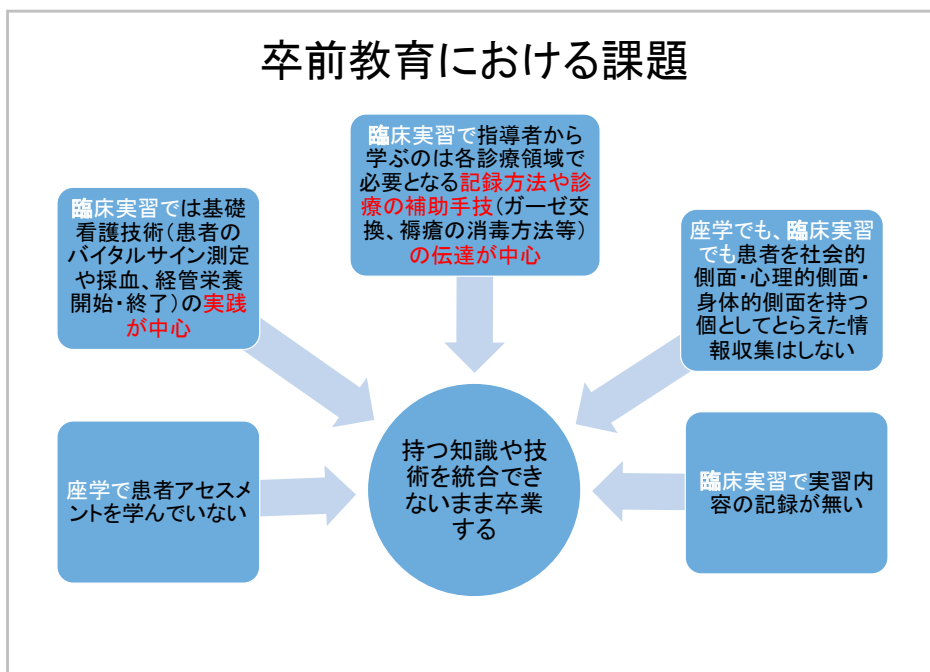 卒前教育における課題
臨床実習で指導者から
学ぶのは各診療領域で
必要となる記録方法や診
療の補助手技(ガーゼ交
換、褥瘡の消毒方法等)
の伝達が中心
臨床実習では基礎
看護技術(患者の
バイタルサイン測定
や採血、経管栄養
開始・終了)の実践
が中心
座学でも、臨床実習
でも患者を社会的
側面・心理的側面・
身体的側面を持つ
個としてとらえた情
報収集はしない
座学で患者アセスメ
ントを学んでいない
持つ知識や技
術を統合でき
ないまま卒業
する
臨床実習で実習内
容の記録が無い